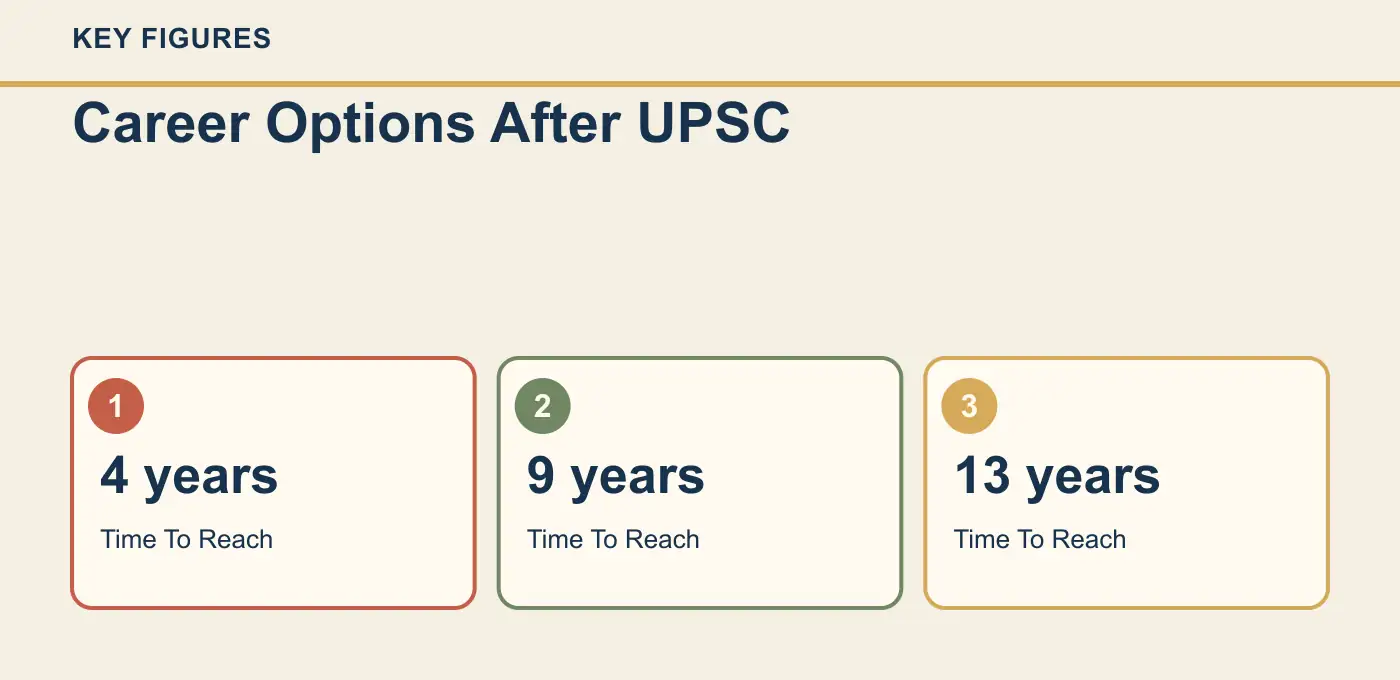 KEY FIGURES
Career Options After UPSC
1
4 years
Time To Reach
2
9 years
Time To Reach
3
13 years
Time To Reach